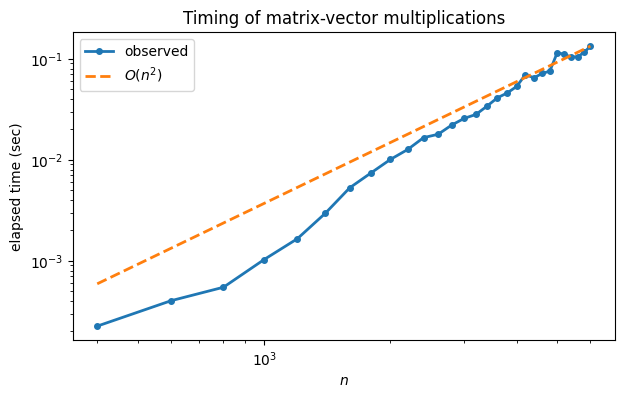 Timing of matrix-vector multiplications
observed
O(n²)
elapsed time (sec)
10⁻¹
10⁻²
10⁻³
10³
n